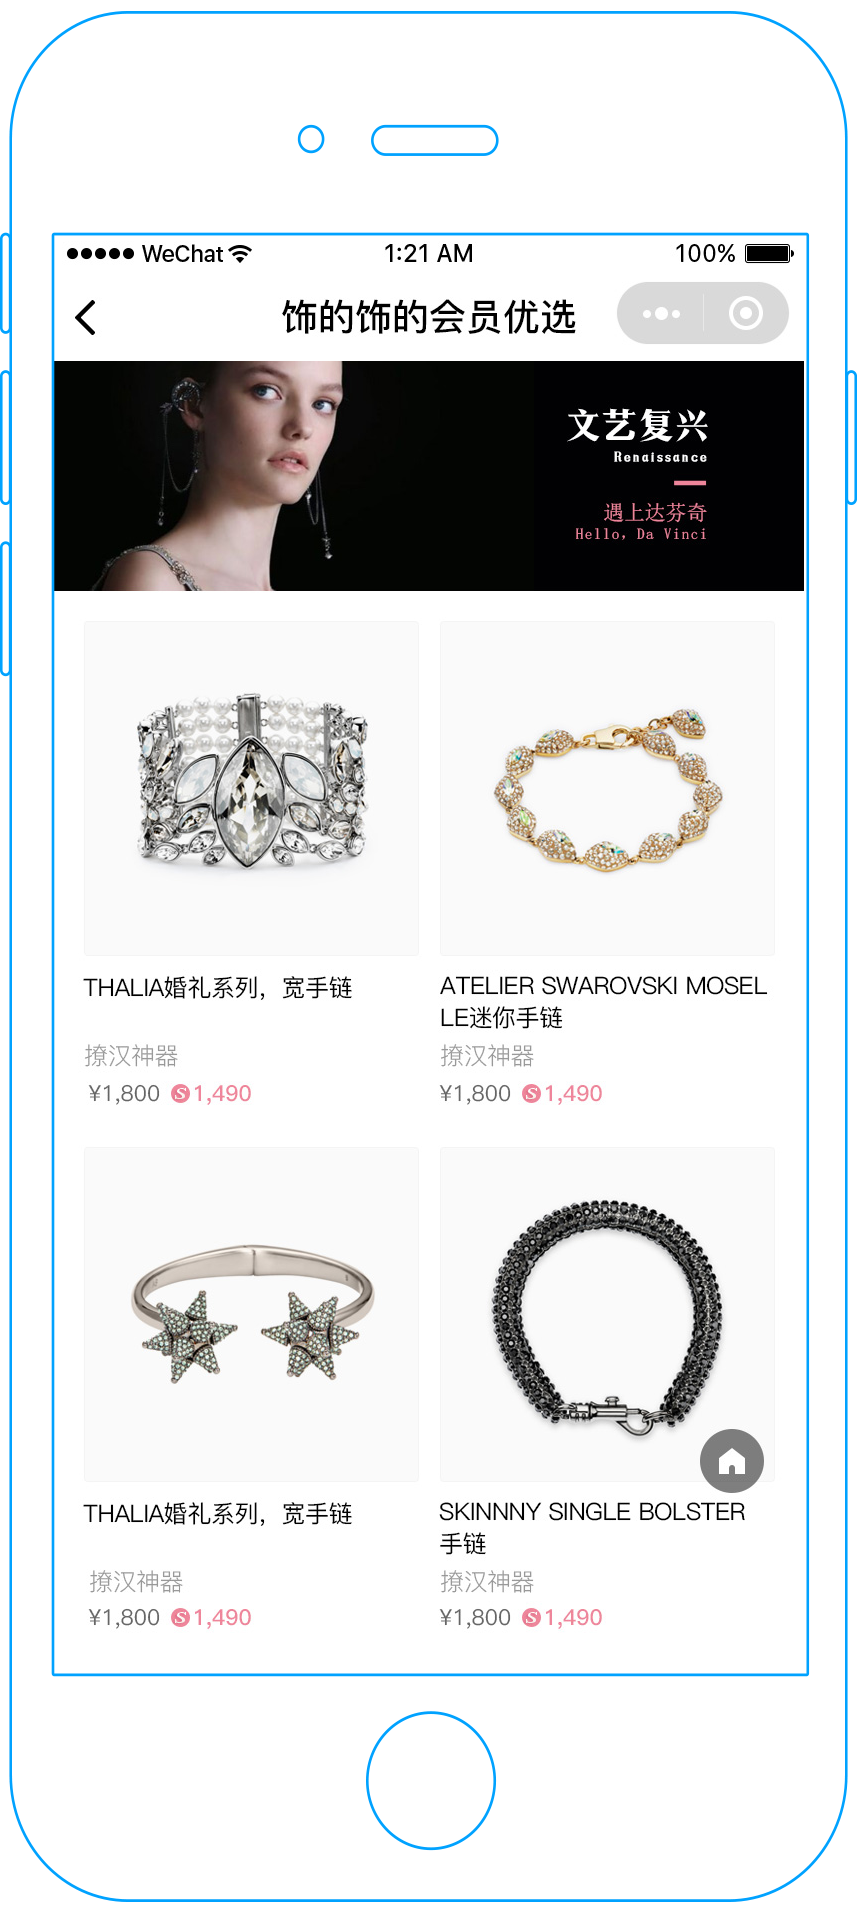 WeChat 1:21 AM 100%
饰的饰的会员优选
文艺复兴
Renaissance
遇上达芬奇
Hello, Da Vinci
THALIA婚礼系列，宽手链
撩汉神器
¥1,800 S 1,490
ATELIER SWAROVSKI MOSEL
LE迷你手链
撩汉神器
¥1,800 S 1,490
THALIA婚礼系列，宽手链
撩汉神器
¥1,800 S 1,490
SKINNNY SINGLE BOLSTER
手链
撩汉神器
¥1,800 S 1,490